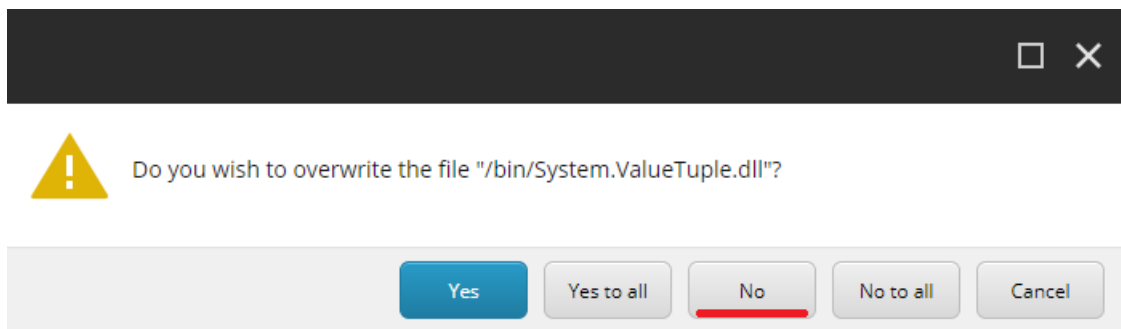 Do you wish to overwrite the file "/bin/System.ValueTuple.dll"?
Yes
Yes to all
No
No to all
Cancel